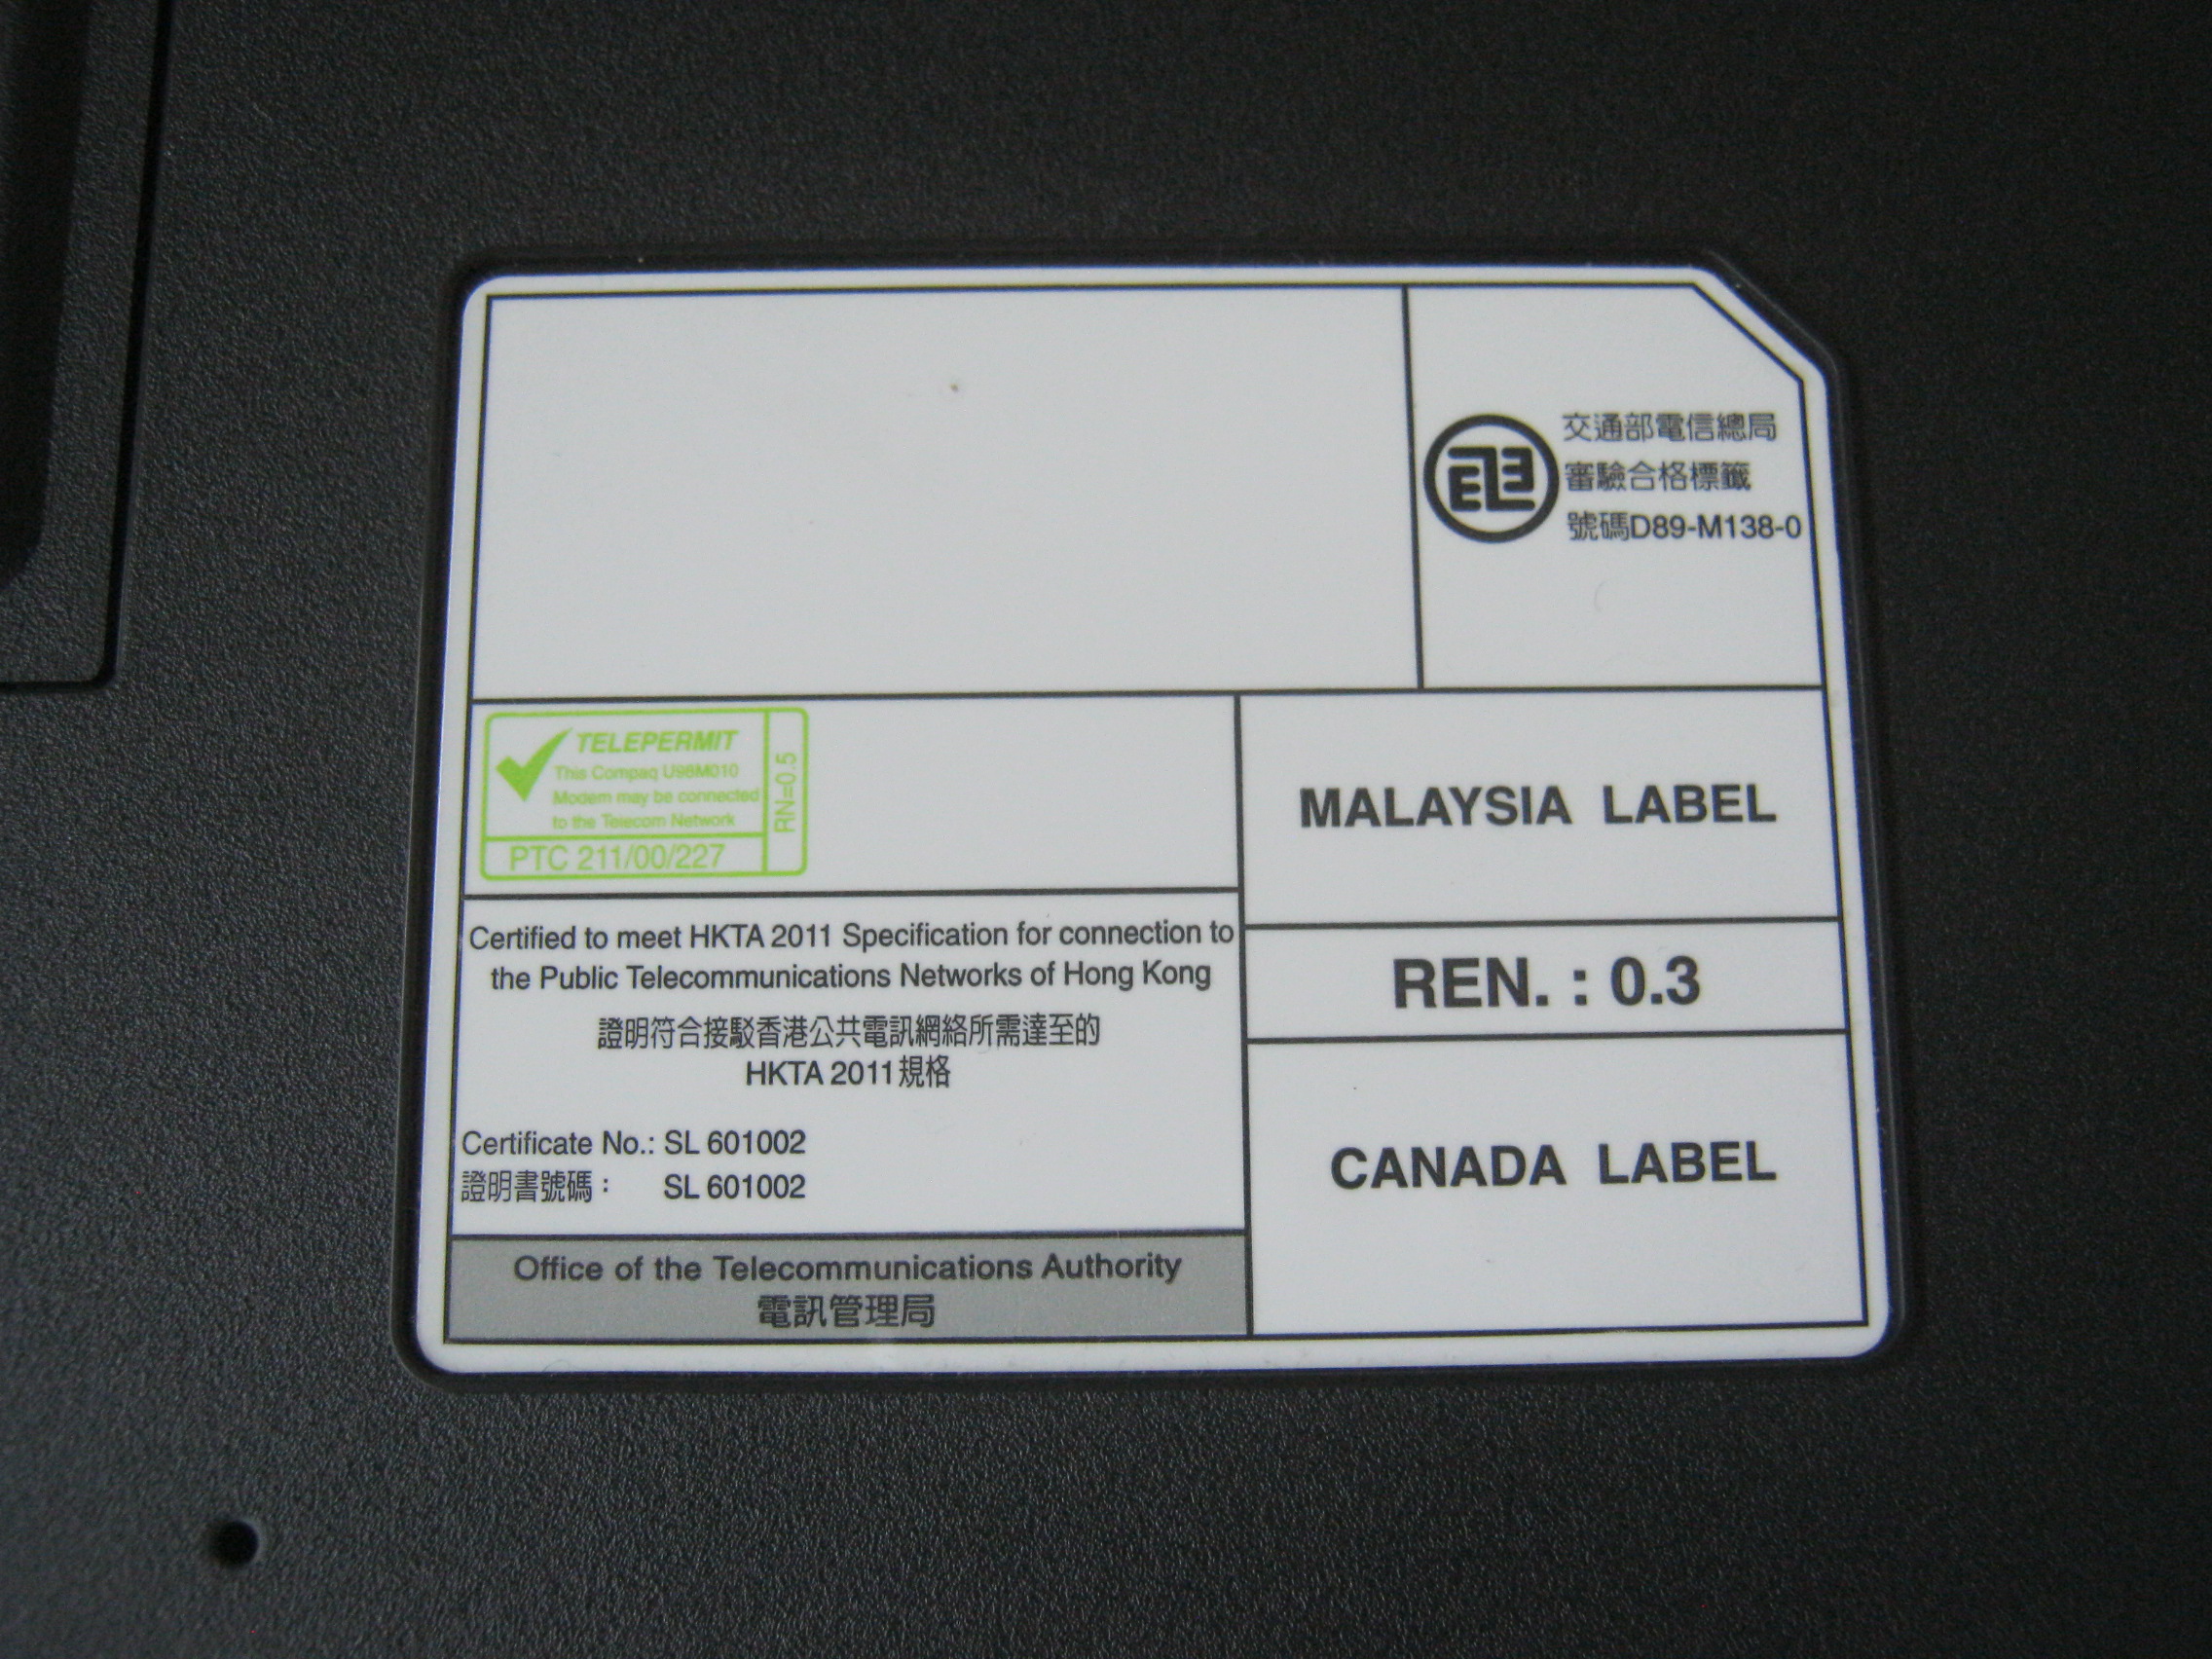 交通部電信總局
審驗合格標籤
號碼D89-M138-0
TELEPERMIT
This Compaq U98M010
Modem may be connected
to the Telecom Network
RN=0.5
PTC 211/00/227
MALAYSIA LABEL
REN. : 0.3
CANADA LABEL
Certified to meet HKTA 2011 Specification for connection to
the Public Telecommunications Networks of Hong Kong
證明符合接駁香港公共電訊網絡所需達至的
HKTA 2011規格
Certificate No.: SL 601002
證明書號碼： SL 601002
Office of the Telecommunications Authority
電訊管理局